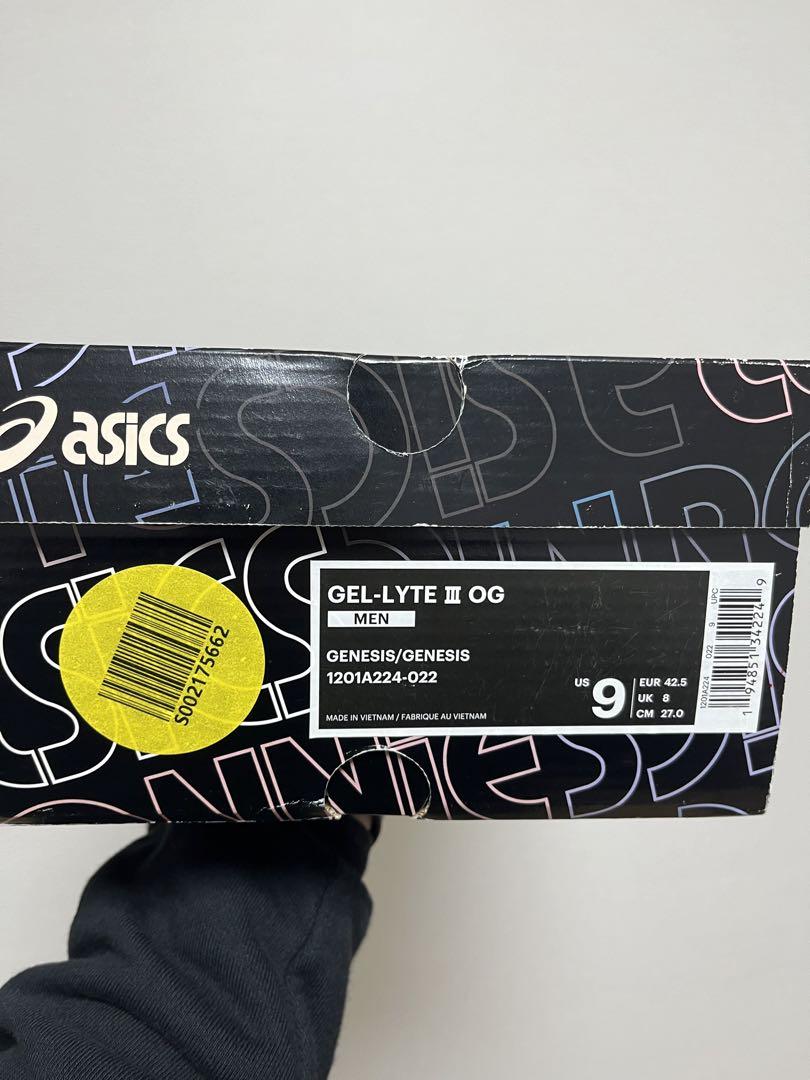 asics
S002175662
GEL-LYTE III OG
MEN
GENESIS/GENESIS
1201A224-022
US 9
EUR 42.5
UK 8
CM 27.0
MADE IN VIETNAM / FABRIQUE AU VIETNAM
1201A224 022 9 UPC
1 94851 34224 9